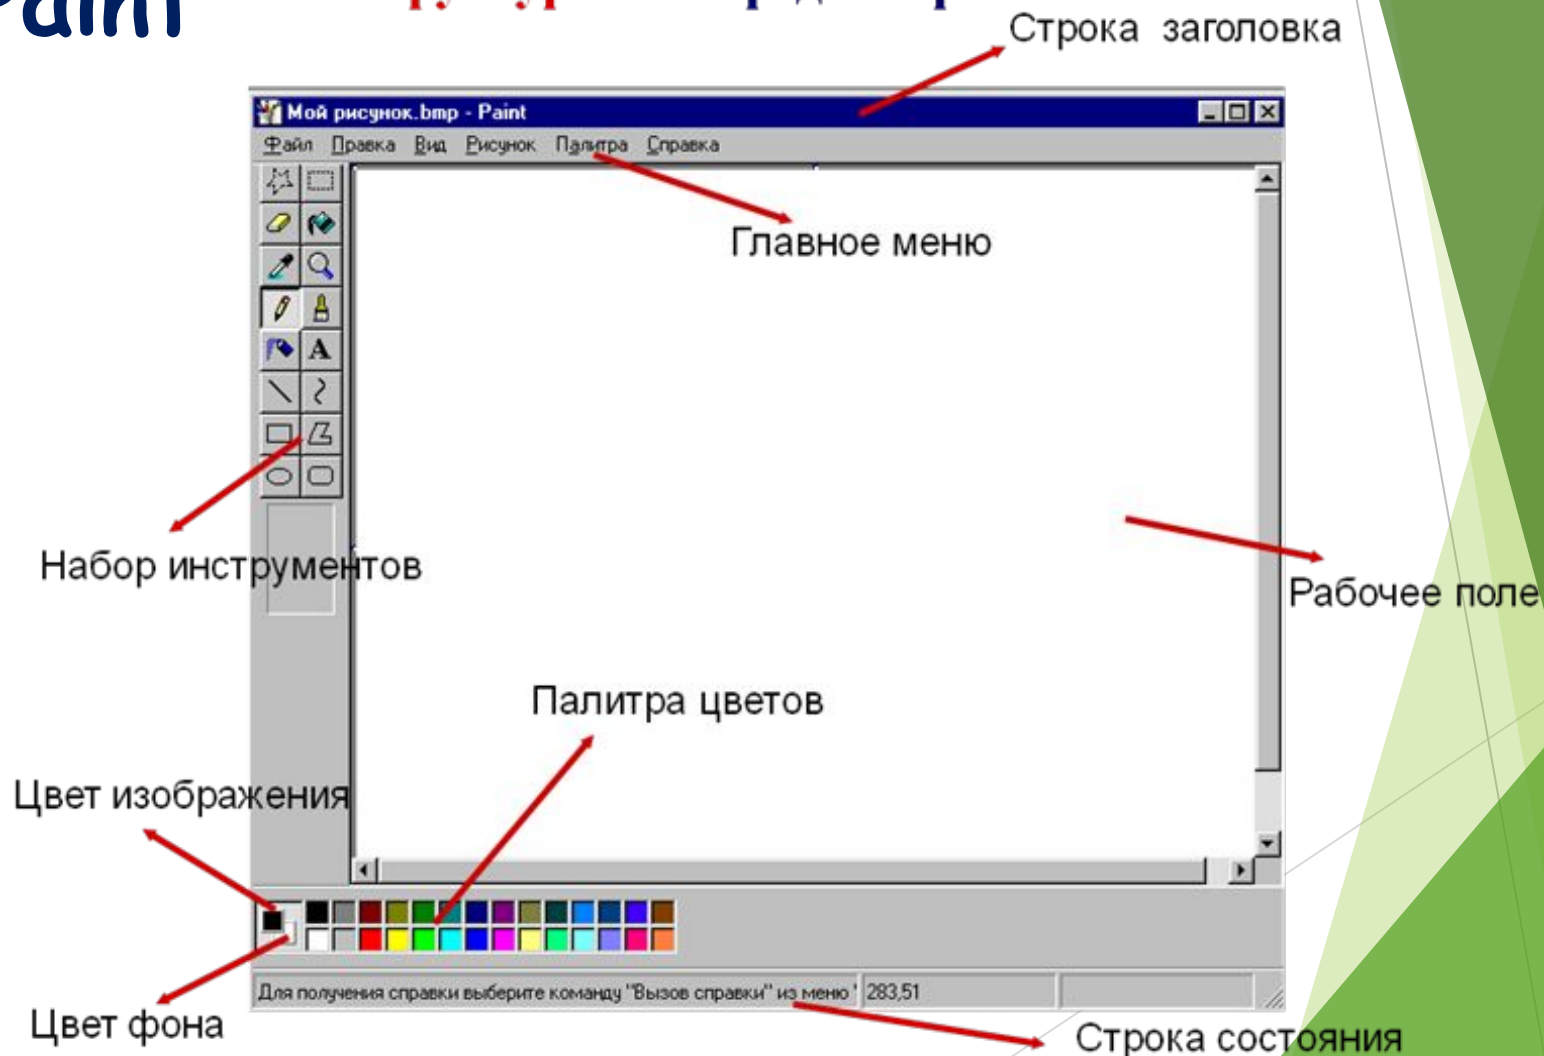 Paint
Строка заголовка
Мой рисунок.bmp - Paint
Файл Правка Вид Рисунок Палитра Справка
Главное меню
A
Набор инструментов
Рабочее поле
Палитра цветов
Цвет изображения
Для получения справки выберите команду "Вызов справки" из меню '
283,51
Цвет фона
Строка состояния